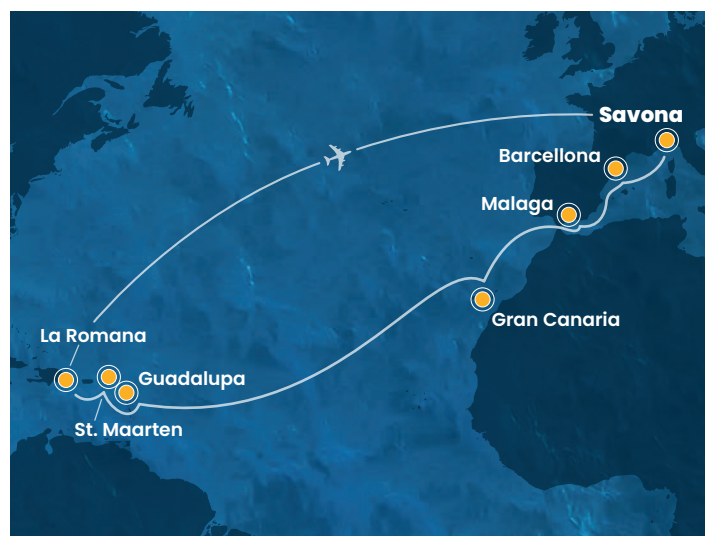 Savona
Barcellona
Malaga
Gran Canaria
La Romana
Guadalupa
St. Maarten